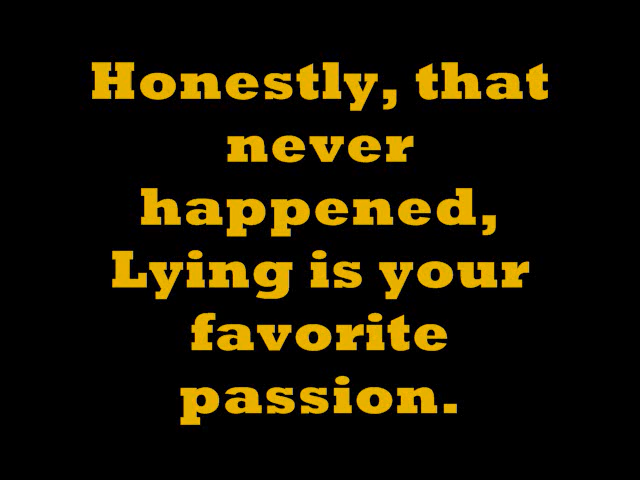 Honestly, that
never
happened,
Lying is your
favorite
passion.